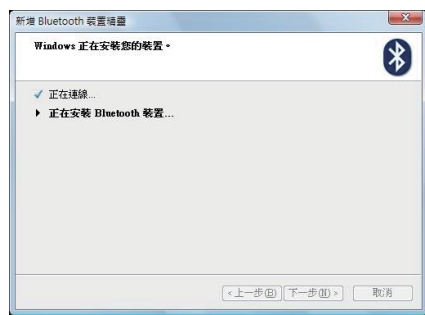 新增 Bluetooth 裝置精靈
Windows 正在安裝您的裝置。
正在連線...
正在安裝 Bluetooth 裝置...
<上一步(B) 下一步(N)> 取消